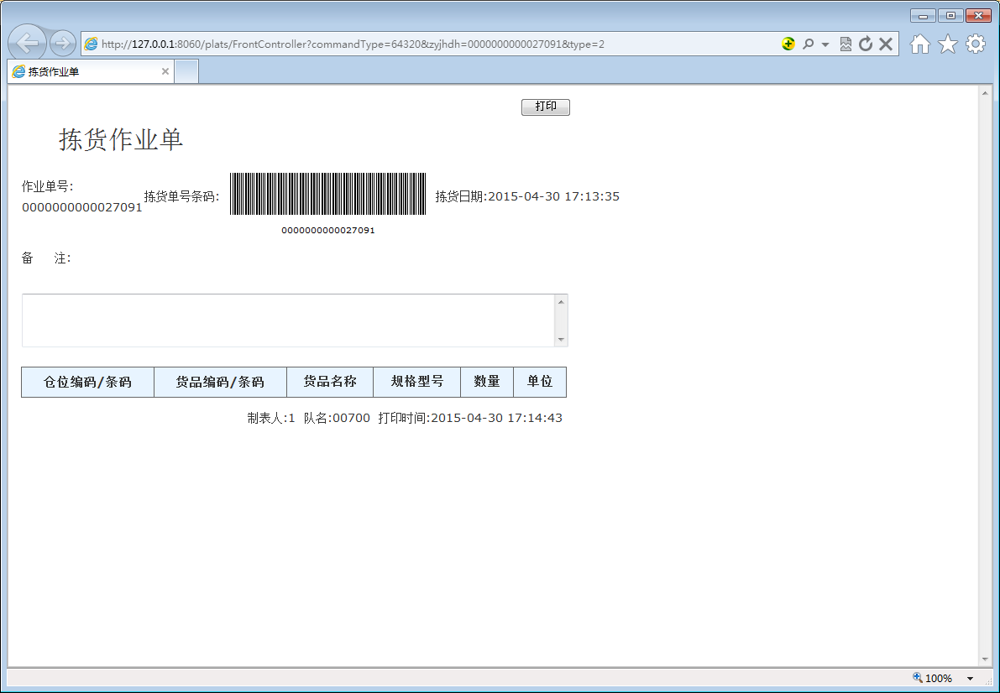 http://127.0.0.1:8060/plats/FrontController?commandType=64320&zyjhdh=0000000000027091&type=2
拣货作业单
打印
拣货作业单
作业单号:
0000000000027091
拣货单号条码:
拣货日期:2015-04-30 17:13:35
0000000000027091
备 注:
仓位编码/条码 货品编码/条码 货品名称 规格型号 数量 单位
制表人:1 队名:00700 打印时间:2015-04-30 17:14:43
100%